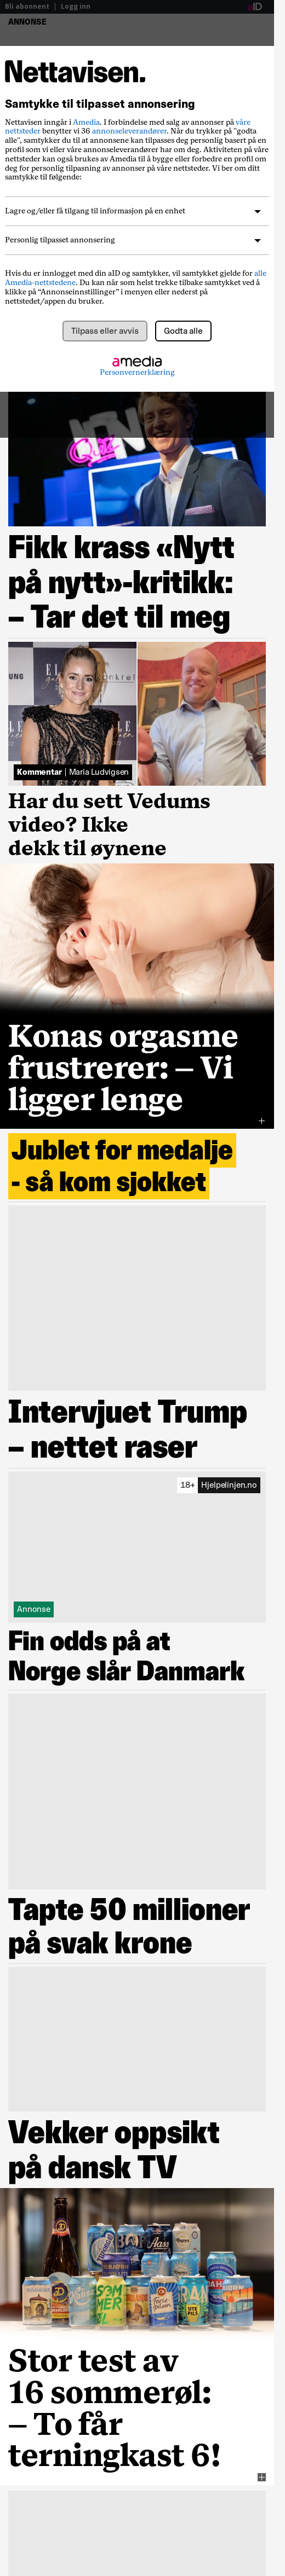 Bli abonnent | Logg inn
aID
ANNONSE
Nettavisen.
Samtykke til tilpasset annonsering
Nettavisen inngår i Amedia. I forbindelse med salg av annonser på våre
nettsteder benytter vi 36 annonseleverandører. Når du trykker på "godta
alle", samtykker du til at annonsene kan tilpasses deg personlig basert på en
profil som vi eller våre annonseleverandører har om deg. Aktiviteten på våre
nettsteder kan også brukes av Amedia til å bygge eller forbedre en profil om
deg for personlig tilpasning av annonser på våre nettsteder. Vi ber om ditt
samtykke til følgende:
Lagre og/eller få tilgang til informasjon på en enhet
Personlig tilpasset annonsering
Hvis du er innlogget med din aID og samtykker, vil samtykket gjelde for alle
Amedia-nettstedene. Du kan når som helst trekke tilbake samtykket ved å
klikke på “Annonseinnstillinger” i menyen eller nederst på
nettstedet/appen du bruker.
Tilpass eller avvis
Godta alle
amedia
Personvernerklæring
Fikk krass «Nytt
på nytt»-kritikk:
– Tar det til meg
Kommentar | Maria Ludvigsen
Har du sett Vedums
video? Ikke
dekk til øynene
Konas orgasme
frustrerer: – Vi
ligger lenge
Jublet for medalje
- så kom sjokket
Intervjuet Trump
– nettet raser
18+ Hjelpelinjen.no
Annonse
Fin odds på at
Norge slår Danmark
Tapte 50 millioner
på svak krone
Vekker oppsikt
på dansk TV
Stor test av
16 sommerøl:
– To får
terningkast 6!